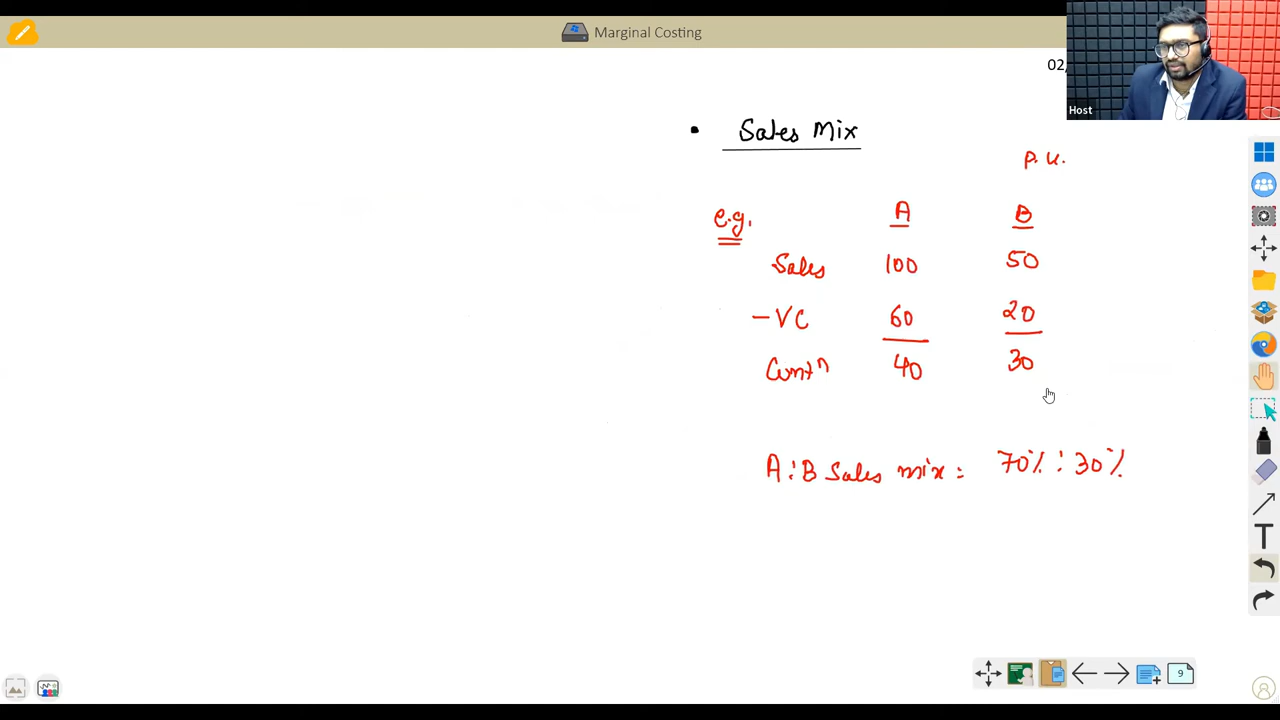 Marginal Costing
02/
Host
• Sales Mix
P.U.
e.g. A B
Sales 100 50
- VC 60 20
Contn 40 30
A:B Sales mix = 70% : 30%
T
9